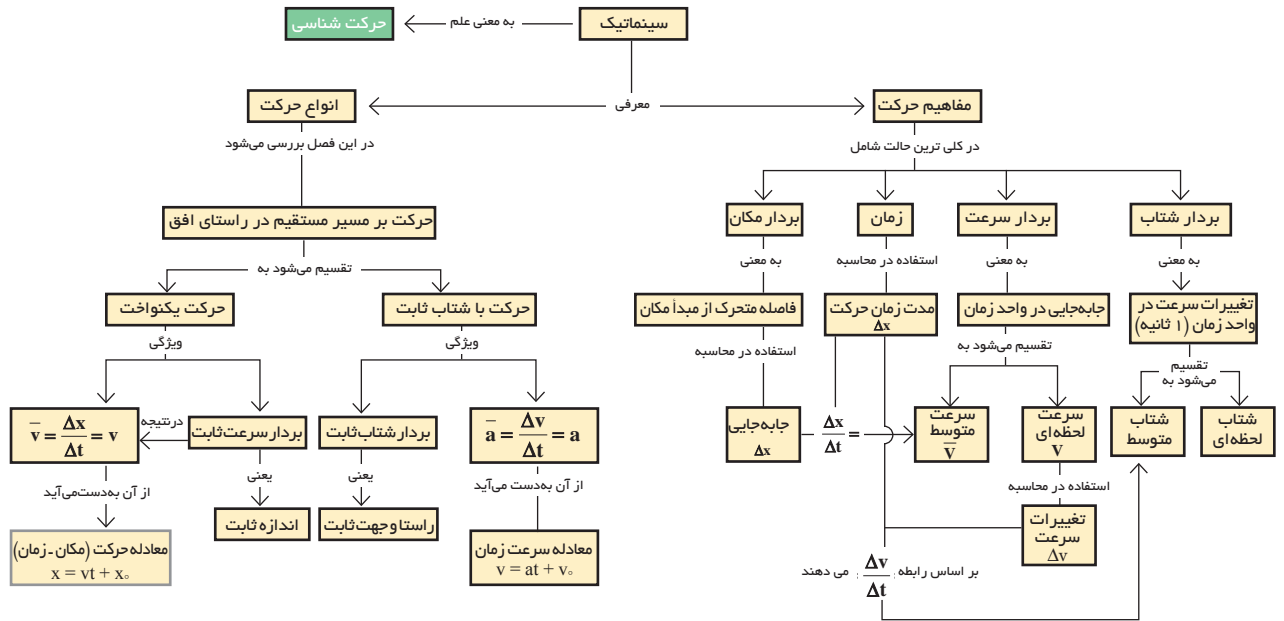 سینماتیک
به معنی علم
حرکت شناسی
معرفی
مفاهیم حرکت
انواع حرکت
در کلی ترین حالت شامل
در این فصل بررسی می‌شود
بردار شتاب
بردار سرعت
زمان
بردار مکان
حرکت بر مسیر مستقیم در راستای افق
به معنی
به معنی
استفاده در محاسبه
به معنی
تقسیم می‌شود به
تغییرات سرعت در
واحد زمان (۱ ثانیه)
جابه‌جایی در واحد زمان
مدت زمان حرکت
Δx
فاصله متحرک از مبدأ مکان
حرکت با شتاب ثابت
حرکت یکنواخت
تقسیم
می‌شود به
تقسیم می‌شود به
استفاده در محاسبه
ویژگی
ویژگی
شتاب
لحظه‌ای
شتاب
متوسط
سرعت
لحظه‌ای
v
سرعت
متوسط
v̅
Δx/Δt =
جابه‌جایی
Δx
a̅ = Δv/Δt = a
بردار شتاب ثابت
بردار سرعت ثابت
درنتیجه
v̅ = Δx/Δt = v
استفاده در محاسبه
از آن به‌دست می‌آید
یعنی
یعنی
از آن به‌دست‌می‌آید
تغییرات
سرعت
Δv
معادله سرعت زمان
v = at + v₀
راستا و جهت ثابت
اندازه ثابت
معادله حرکت (مکان ـ زمان)
x = vt + x₀
بر اساس رابطه : Δv/Δt : می دهند